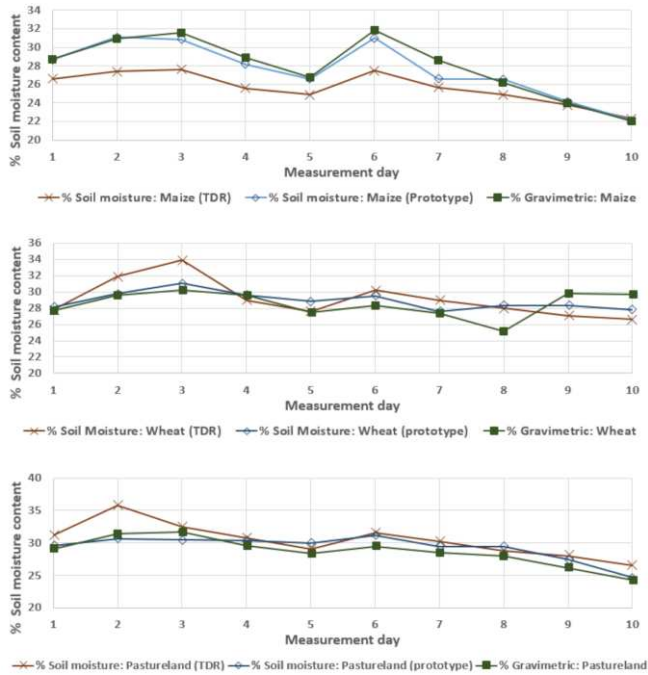 34
32
30
28
26
24
22
20
% Soil moisture content
1 2 3 4 5 6 7 8 9 10
Measurement day
% Soil moisture: Maize (TDR) % Soil moisture: Maize (Prototype) % Gravimetric: Maize
36
34
32
30
28
26
24
22
20
% Soil moisture content
1 2 3 4 5 6 7 8 9 10
Measurement day
% Soil Moisture: Wheat (TDR) % Soil Moisture: Wheat (prototype) % Gravimetric: Wheat
40
35
30
25
20
% Soil moisture content
1 2 3 4 5 6 7 8 9 10
Measurement day
% Soil moisture: Pastureland (TDR) % Soil moisture: Pastureland (prototype) % Gravimetric: Pastureland